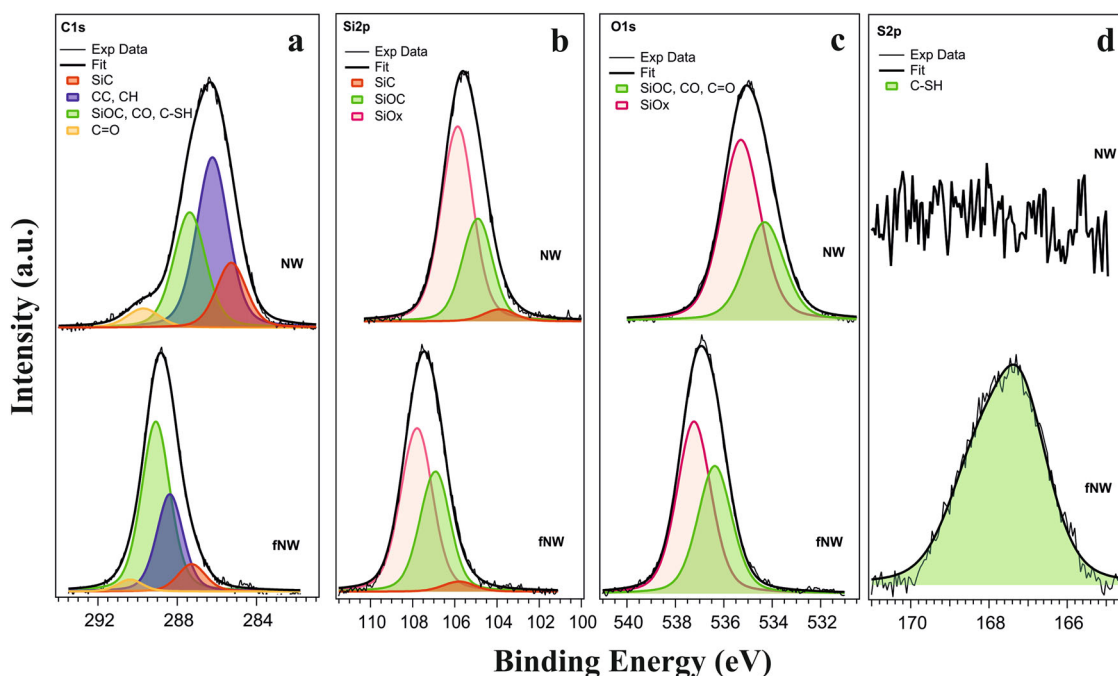 C1s
a
Exp Data
Fit
SiC
CC, CH
SiOC, CO, C-SH
C=O
NW
fNW
292 288 284
Si2p
b
Exp Data
Fit
SiC
SiOC
SiOx
NW
fNW
110 108 106 104 102 100
O1s
c
Exp Data
Fit
SiOC, CO, C=O
SiOx
NW
fNW
540 538 536 534 532
S2p
d
Exp Data
Fit
C-SH
NW
fNW
170 168 166
Intensity (a.u.)
Binding Energy (eV)